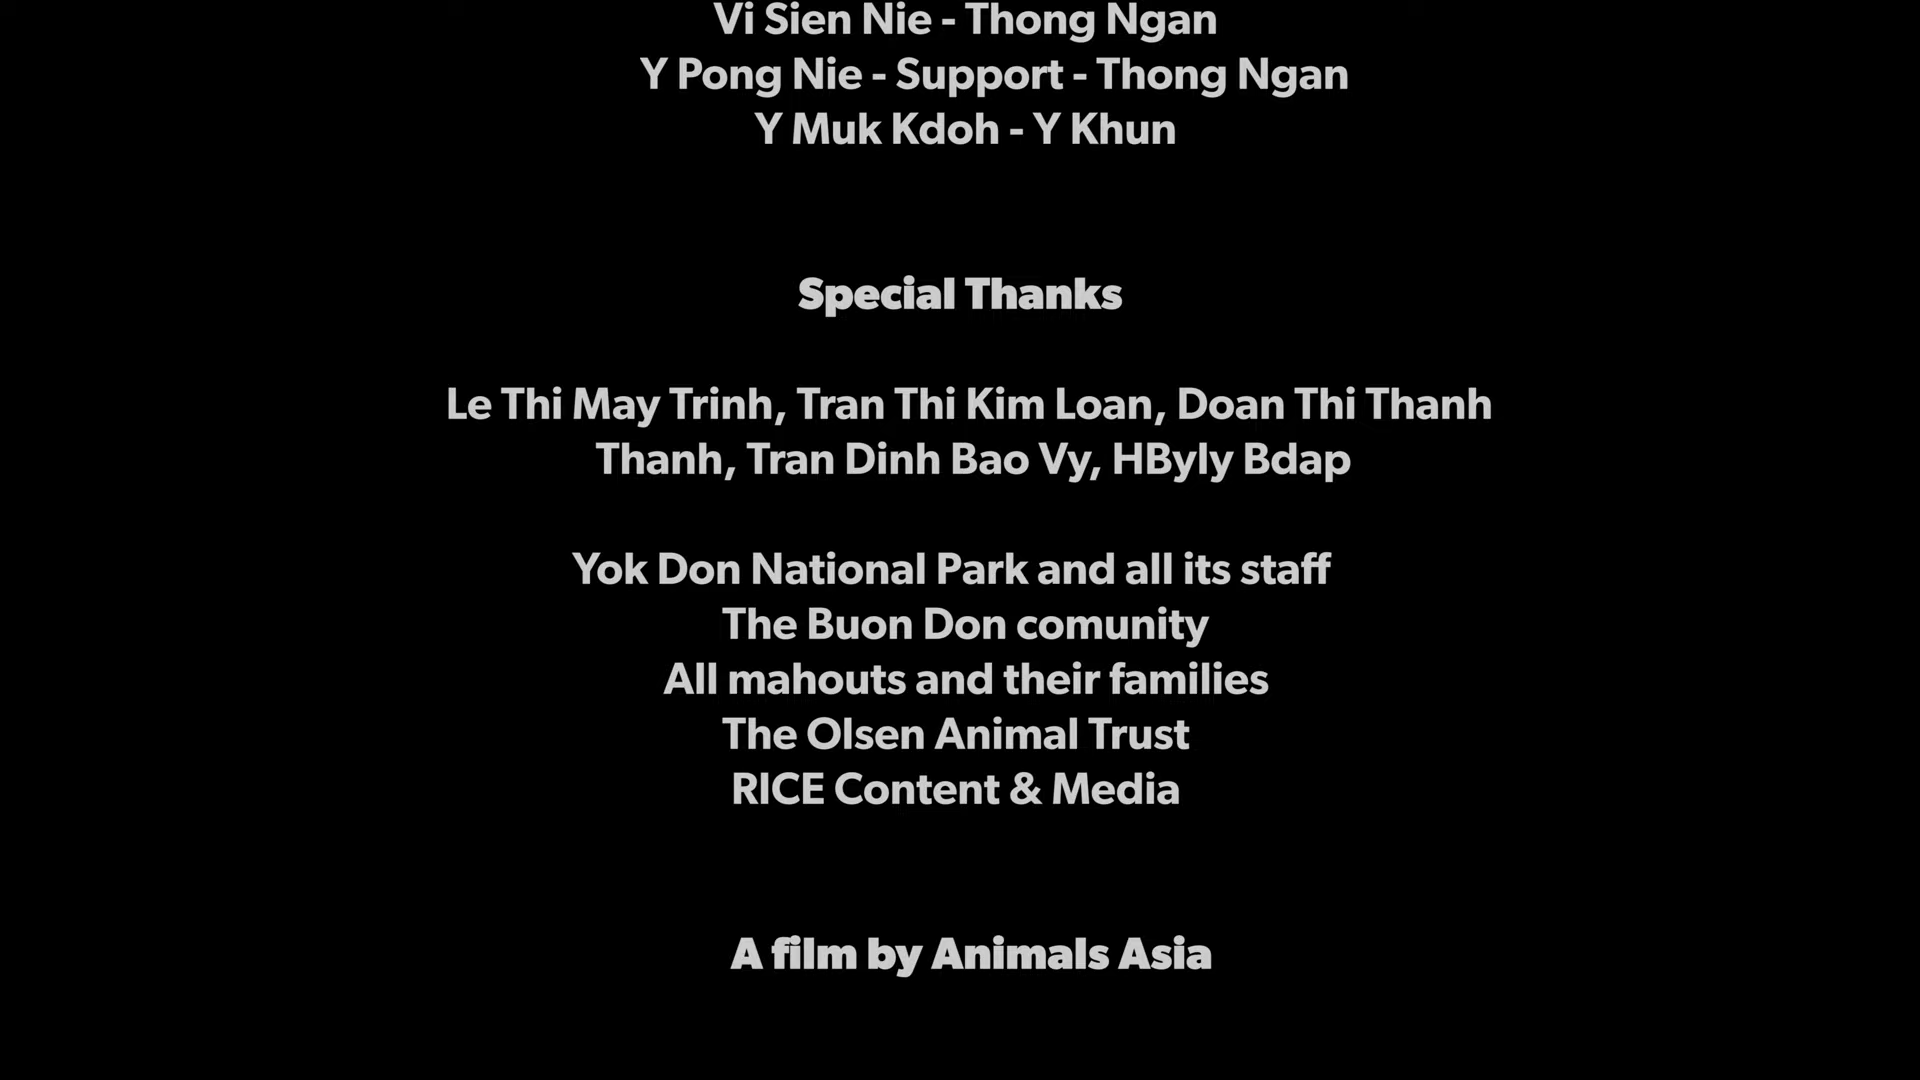 Vi Sien Nie - Thong Ngan
Y Pong Nie - Support - Thong Ngan
Y Muk Kdoh - Y Khun
Special Thanks
Le Thi May Trinh, Tran Thi Kim Loan, Doan Thi Thanh
Thanh, Tran Dinh Bao Vy, HByly Bdap
Yok Don National Park and all its staff
The Buon Don comunity
All mahouts and their families
The Olsen Animal Trust
RICE Content & Media
A film by Animals Asia